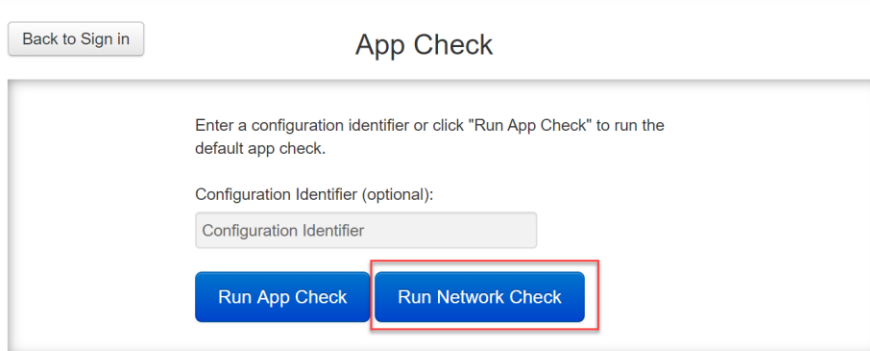 Back to Sign in
App Check
Enter a configuration identifier or click "Run App Check" to run the
default app check.
Configuration Identifier (optional):
Configuration Identifier
Run App Check
Run Network Check